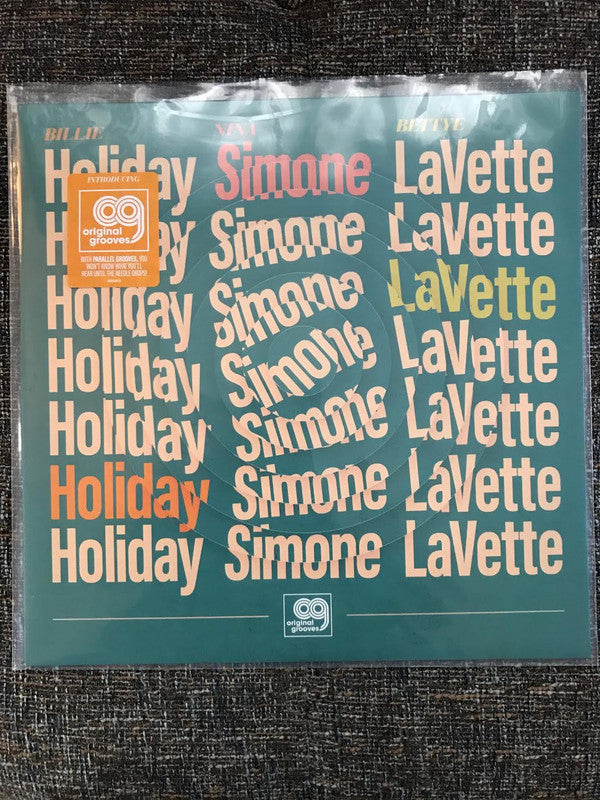 BILLIE NINA BETTYE
Holiday Simone LaVette
INTRODUCING
og
original
grooves
WITH PARALLEL GROOVES, YOU
WON'T KNOW WHAT YOU'LL
HEAR UNTIL THE NEEDLE DROPS!
Holiday Simone LaVette
Holiday Simone LaVette
Holiday Simone LaVette
Holiday Simone LaVette
Holiday Simone LaVette
Holiday Simone LaVette
og
original
grooves